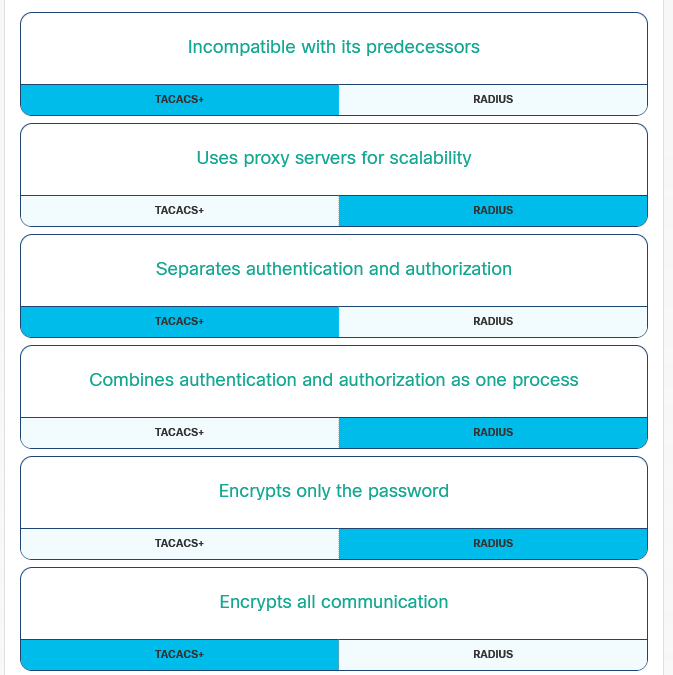 Incompatible with its predecessors
TACACS+ RADIUS
Uses proxy servers for scalability
TACACS+ RADIUS
Separates authentication and authorization
TACACS+ RADIUS
Combines authentication and authorization as one process
TACACS+ RADIUS
Encrypts only the password
TACACS+ RADIUS
Encrypts all communication
TACACS+ RADIUS